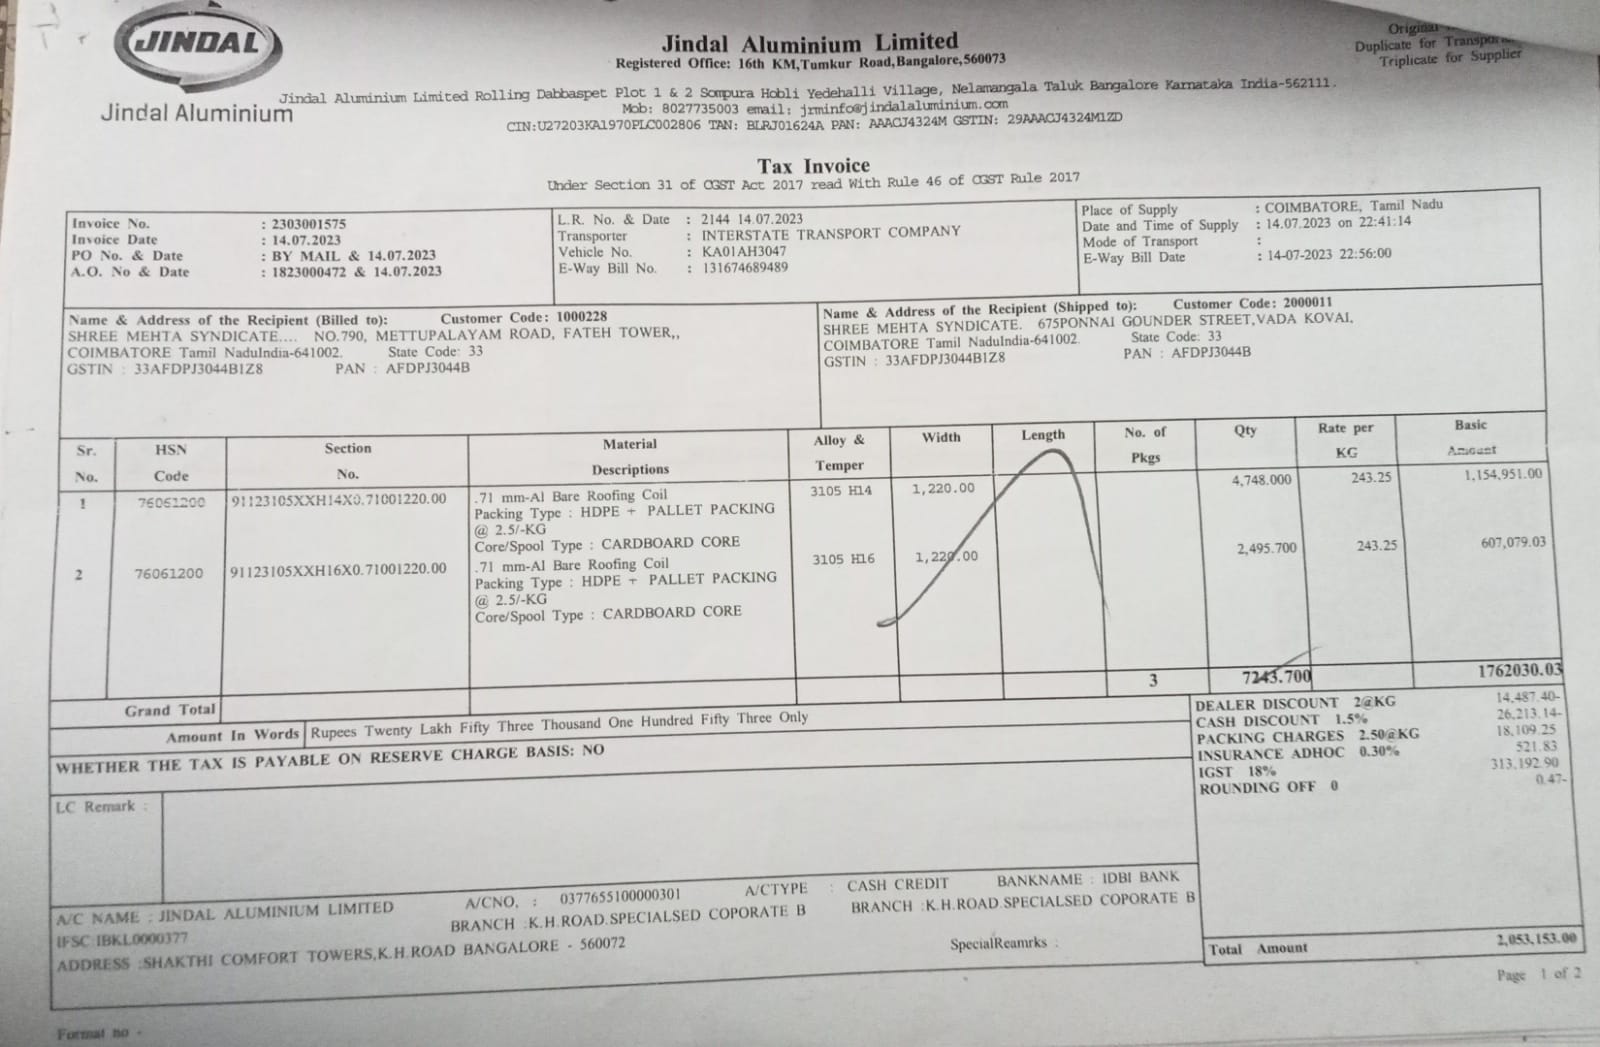 JINDAL
Jindal Aluminium
Original
Duplicate for
Triplicate for Supplier
Jindal Aluminium Limited
Registered Office: 16th KM,Tumkur Road,Bangalore,560073
Jindal Aluminium Limited Rolling Dabbaspet Plot 1 & 2 Sompura Hobli Yedehalli Village, Nelamangala Taluk Bangalore Karnataka India-562111.
Mob: 8027735003 email: jrminfo@jindalaluminium.com
CIN:U27203KA1970PLC002806 TAN: BLRJ01624A PAN: AAACJ4324M GSTIN: 29AAACJ4324M1ZD
Tax Invoice
Under Section 31 of CGST Act 2017 read With Rule 46 of CGST Rule 2017
Invoice No. : 2303001575
Invoice Date : 14.07.2023
PO No. & Date : BY MAIL & 14.07.2023
A.O. No & Date : 1823000472 & 14.07.2023
L.R. No. & Date : 2144 14.07.2023
Transporter : INTERSTATE TRANSPORT COMPANY
Vehicle No. : KA01AH3047
E-Way Bill No. : 131674689489
Place of Supply : COIMBATORE, Tamil Nadu
Date and Time of Supply : 14.07.2023 on 22:41:14
Mode of Transport :
E-Way Bill Date : 14-07-2023 22:56:00
Name & Address of the Recipient (Billed to): Customer Code: 1000228
SHREE MEHTA SYNDICATE.... NO.790, METTUPALAYAM ROAD, FATEH TOWER,,
COIMBATORE Tamil NaduIndia-641002. State Code: 33
GSTIN : 33AFDPJ3044B1Z8 PAN : AFDPJ3044B
Name & Address of the Recipient (Shipped to): Customer Code: 2000011
SHREE MEHTA SYNDICATE. 675PONNAI GOUNDER STREET,VADA KOVAI,
COIMBATORE Tamil NaduIndia-641002. State Code: 33
GSTIN : 33AFDPJ3044B1Z8 PAN : AFDPJ3044B
Sr. No. HSN Code Section No. Material Descriptions Alloy & Temper Width Length No. of Pkgs Qty Rate per KG Basic Amount
1 76061200 91123105XXH14X0.71001220.00 .71 mm-Al Bare Roofing Coil 3105 H14 1,220.00 4,748.000 243.25 1,154,951.00
Packing Type : HDPE + PALLET PACKING
@ 2.5/-KG
Core/Spool Type : CARDBOARD CORE
2 76061200 91123105XXH16X0.71001220.00 .71 mm-Al Bare Roofing Coil 3105 H16 1,220.00 2,495.700 243.25 607,079.03
Packing Type : HDPE + PALLET PACKING
@ 2.5/-KG
Core/Spool Type : CARDBOARD CORE
Grand Total 3 7243.700 1762030.03
Amount In Words Rupees Twenty Lakh Fifty Three Thousand One Hundred Fifty Three Only
WHETHER THE TAX IS PAYABLE ON RESERVE CHARGE BASIS: NO
DEALER DISCOUNT 2@KG 14,487.40-
CASH DISCOUNT 1.5% 26,213.14-
PACKING CHARGES 2.50@KG 18,109.25
INSURANCE ADHOC 0.30% 521.83
IGST 18% 313,192.90
ROUNDING OFF 0 0.47-
LC Remark :
A/C NAME : JINDAL ALUMINIUM LIMITED A/CNO. : 0377655100000301 A/CTYPE : CASH CREDIT BANKNAME : IDBI BANK
IFSC:IBKL0000377 BRANCH :K.H.ROAD.SPECIALSED COPORATE B BRANCH :K.H.ROAD.SPECIALSED COPORATE B
ADDRESS :SHAKTHI COMFORT TOWERS,K.H.ROAD BANGALORE - 560072 SpecialReamrks :
Total Amount 2,053,153.00
Page 1 of 2
Format no -